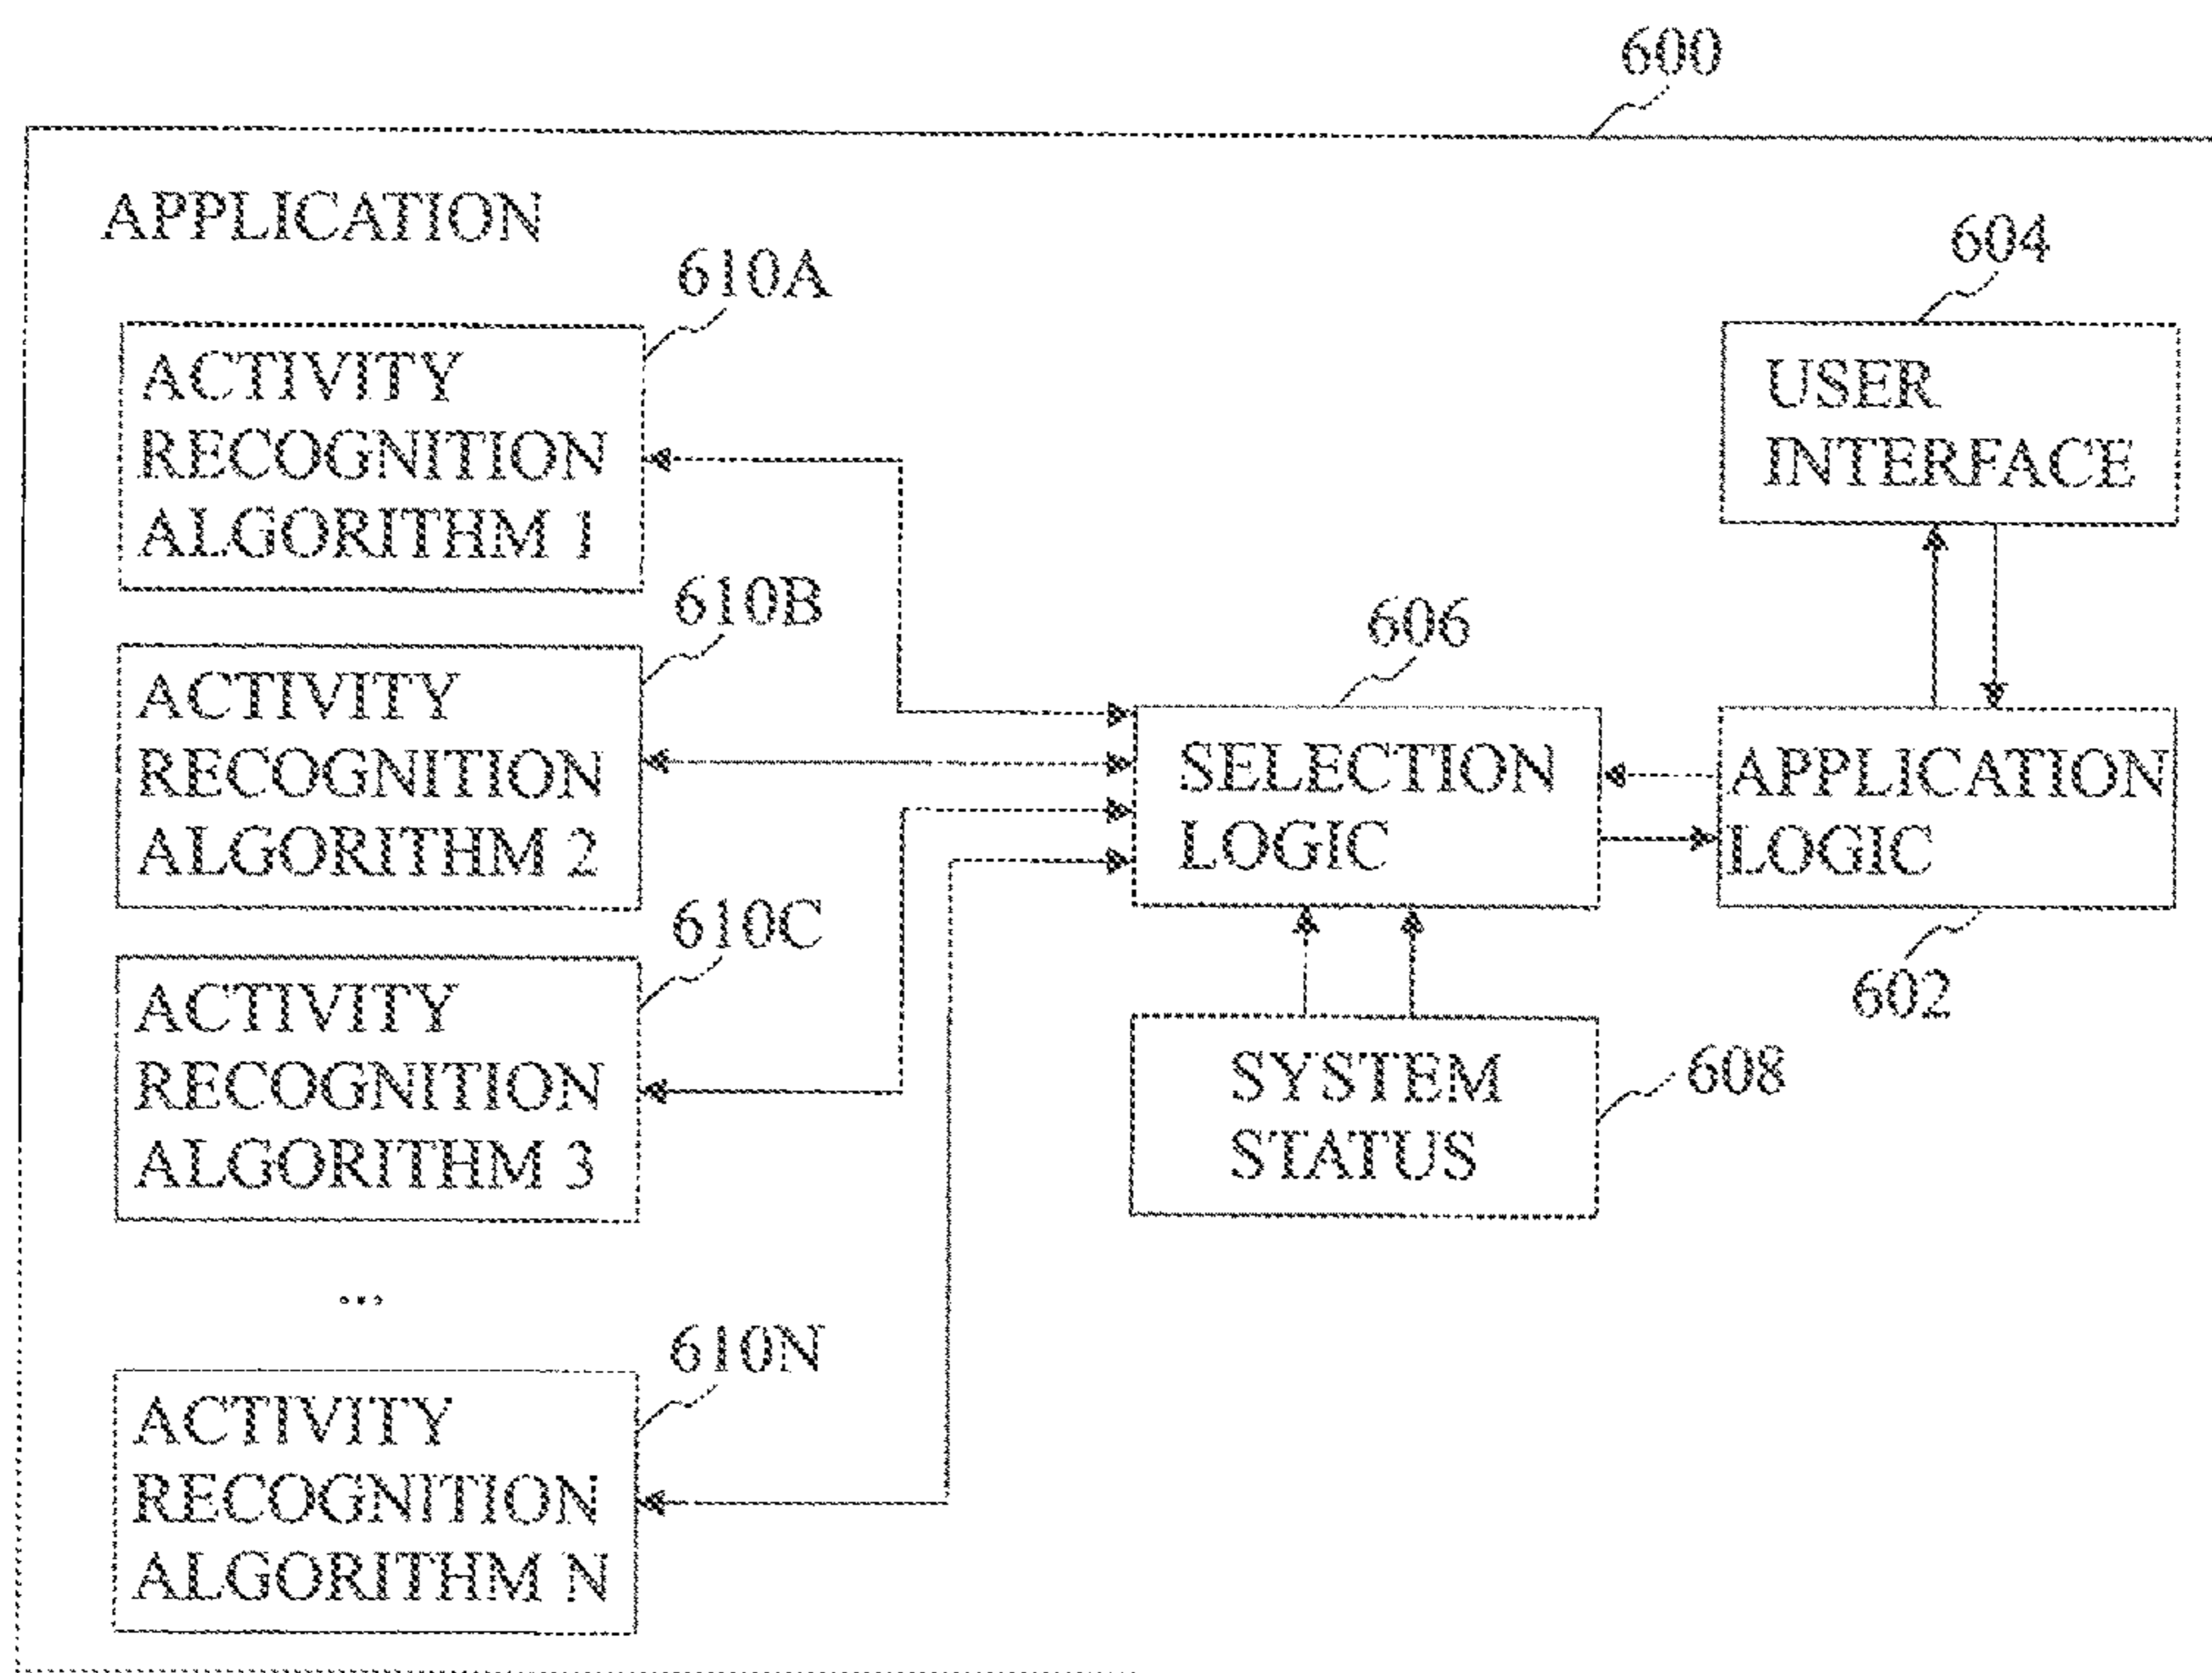 600
APPLICATION
610A
ACTIVITY
RECOGNITION
ALGORITHM 1
604
USER
INTERFACE
610B
ACTIVITY
RECOGNITION
ALGORITHM 2
606
SELECTION
LOGIC
APPLICATION
LOGIC
602
610C
ACTIVITY
RECOGNITION
ALGORITHM 3
SYSTEM
STATUS
608
...
610N
ACTIVITY
RECOGNITION
ALGORITHM N